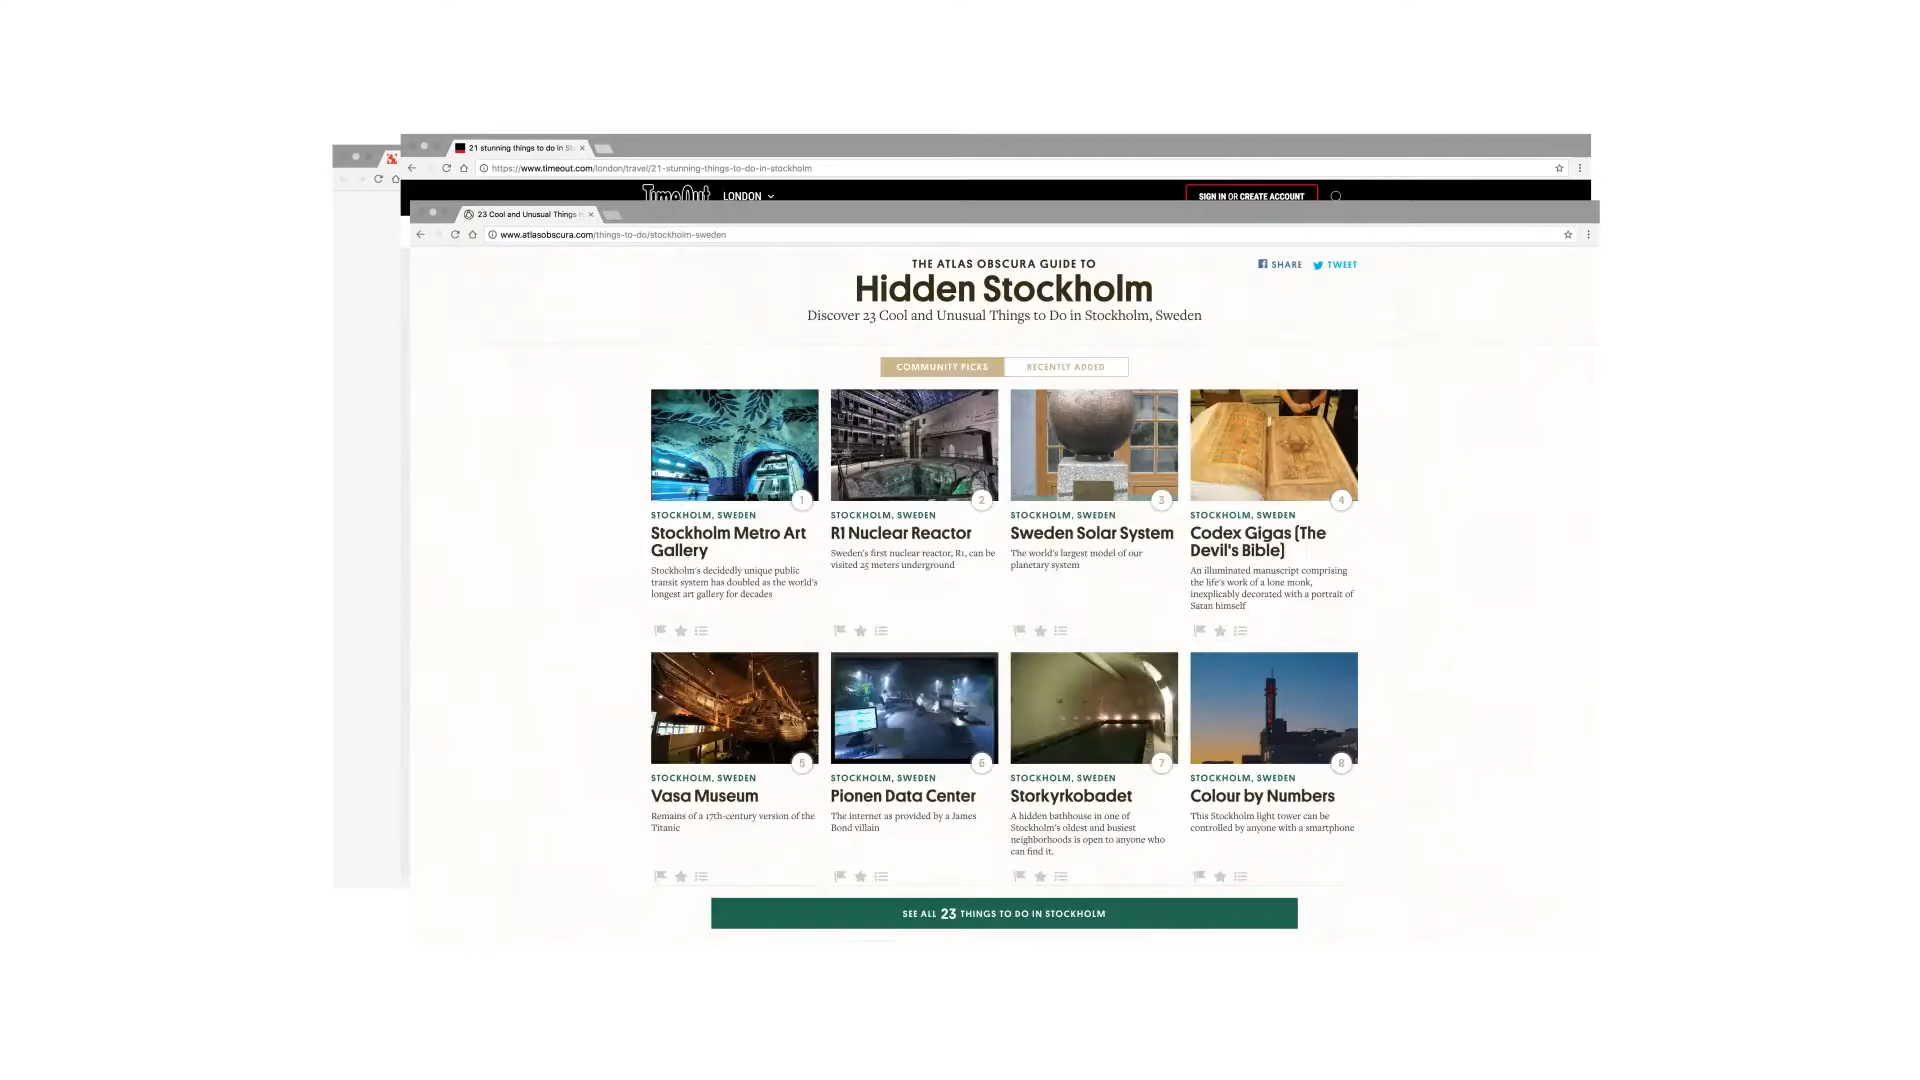 21 stunning things to do in St
https://www.timeout.com/london/travel/21-stunning-things-to-do-in-stockholm
TimeOut LONDON SIGN IN OR CREATE ACCOUNT
23 Cool and Unusual Things t
www.atlasobscura.com/things-to-do/stockholm-sweden
THE ATLAS OBSCURA GUIDE TO
SHARE TWEET
Hidden Stockholm
Discover 23 Cool and Unusual Things to Do in Stockholm, Sweden
COMMUNITY PICKS RECENTLY ADDED
1
STOCKHOLM, SWEDEN
Stockholm Metro Art
Gallery
Stockholm's decidedly unique public
transit system has doubled as the world's
longest art gallery for decades
2
STOCKHOLM, SWEDEN
R1 Nuclear Reactor
Sweden's first nuclear reactor, R1, can be
visited 25 meters underground
3
STOCKHOLM, SWEDEN
Sweden Solar System
The world's largest model of our
planetary system
4
STOCKHOLM, SWEDEN
Codex Gigas (The
Devil's Bible)
An illuminated manuscript comprising
the life's work of a lone monk,
inexplicably decorated with a portrait of
Satan himself
5
STOCKHOLM, SWEDEN
Vasa Museum
Remains of a 17th-century version of the
Titanic
6
STOCKHOLM, SWEDEN
Pionen Data Center
The internet as provided by a James
Bond villain
7
STOCKHOLM, SWEDEN
Storkyrkobadet
A hidden bathhouse in one of
Stockholm's oldest and busiest
neighborhoods is open to anyone who
can find it.
8
STOCKHOLM, SWEDEN
Colour by Numbers
This Stockholm light tower can be
controlled by anyone with a smartphone
SEE ALL 23 THINGS TO DO IN STOCKHOLM